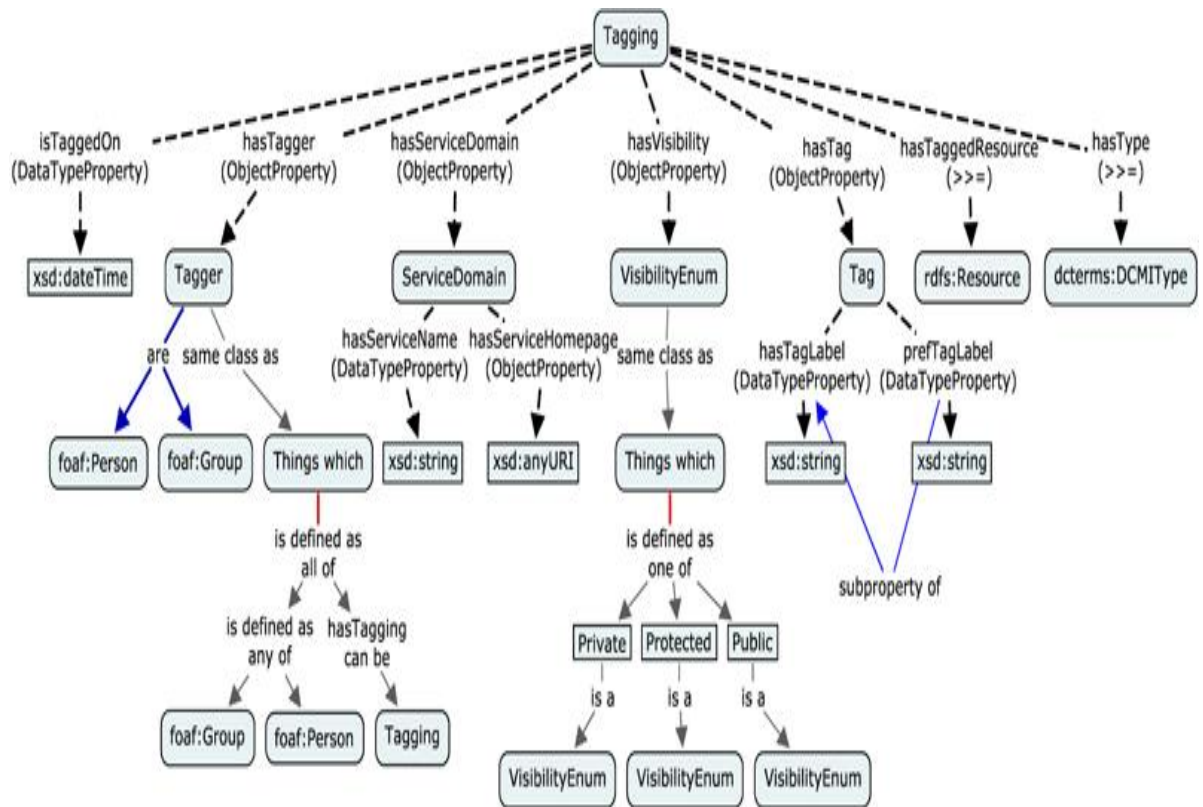 Tagging
isTaggedOn
(DataTypeProperty)
hasTagger
(ObjectProperty)
hasServiceDomain
(ObjectProperty)
hasVisibility
(ObjectProperty)
hasTag
(ObjectProperty)
hasTaggedResource
(>>=)
hasType
(>>=)
xsd:dateTime
Tagger
ServiceDomain
VisibilityEnum
Tag
rdfs:Resource
dcterms:DCMIType
are
same class as
hasServiceName
(DataTypeProperty)
hasServiceHomepage
(ObjectProperty)
same class as
hasTagLabel
(DataTypeProperty)
prefTagLabel
(DataTypeProperty)
foaf:Person
foaf:Group
Things which
xsd:string
xsd:anyURI
Things which
xsd:string
xsd:string
is defined as
all of
is defined as
one of
subproperty of
is defined as
any of
hasTagging
can be
Private
Protected
Public
is a
is a
is a
foaf:Group
foaf:Person
Tagging
VisibilityEnum
VisibilityEnum
VisibilityEnum